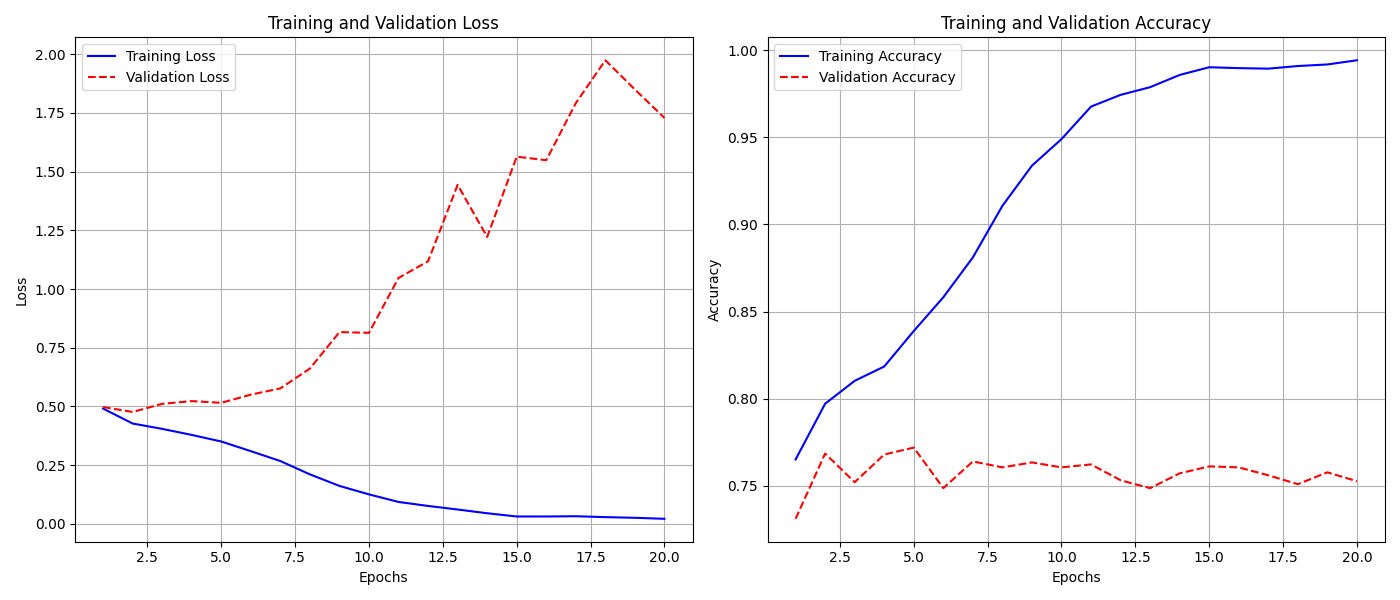 Training and Validation Loss
Training Loss
Validation Loss
2.00
1.75
1.50
1.25
1.00
0.75
0.50
0.25
0.00
Loss
2.5 5.0 7.5 10.0 12.5 15.0 17.5 20.0
Epochs
Training and Validation Accuracy
Training Accuracy
Validation Accuracy
1.00
0.95
0.90
0.85
0.80
0.75
Accuracy
2.5 5.0 7.5 10.0 12.5 15.0 17.5 20.0
Epochs